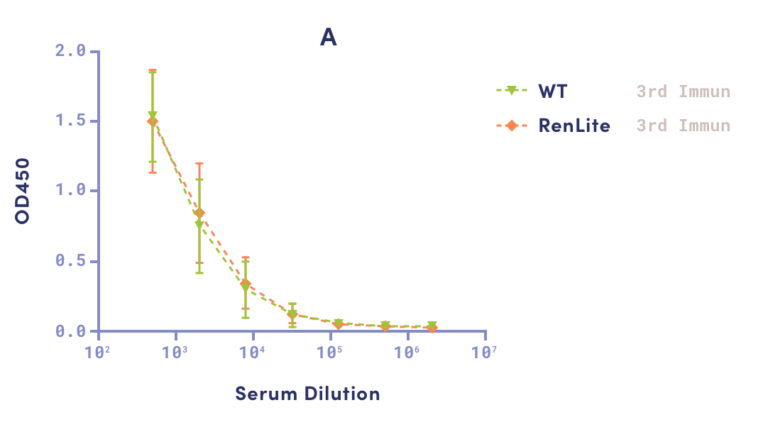 A
2.0
1.5
1.0
0.5
0.0
OD450
10² 10³ 10⁴ 10⁵ 10⁶ 10⁷
Serum Dilution
WT 3rd Immun
RenLite 3rd Immun